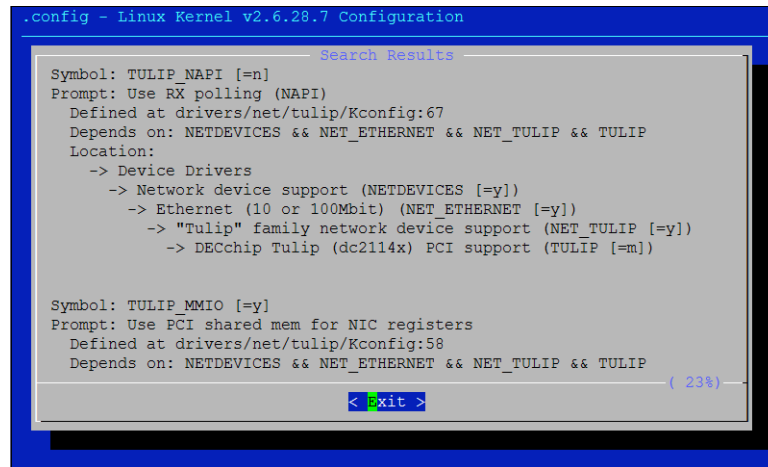 .config - Linux Kernel v2.6.28.7 Configuration
Search Results
Symbol: TULIP_NAPI [=n]
Prompt: Use RX polling (NAPI)
Defined at drivers/net/tulip/Kconfig:67
Depends on: NETDEVICES && NET_ETHERNET && NET_TULIP && TULIP
Location:
-> Device Drivers
-> Network device support (NETDEVICES [=y])
-> Ethernet (10 or 100Mbit) (NET_ETHERNET [=y])
-> "Tulip" family network device support (NET_TULIP [=y])
-> DECchip Tulip (dc2114x) PCI support (TULIP [=m])
Symbol: TULIP_MMIO [=y]
Prompt: Use PCI shared mem for NIC registers
Defined at drivers/net/tulip/Kconfig:58
Depends on: NETDEVICES && NET_ETHERNET && NET_TULIP && TULIP
( 23%)
< Exit >